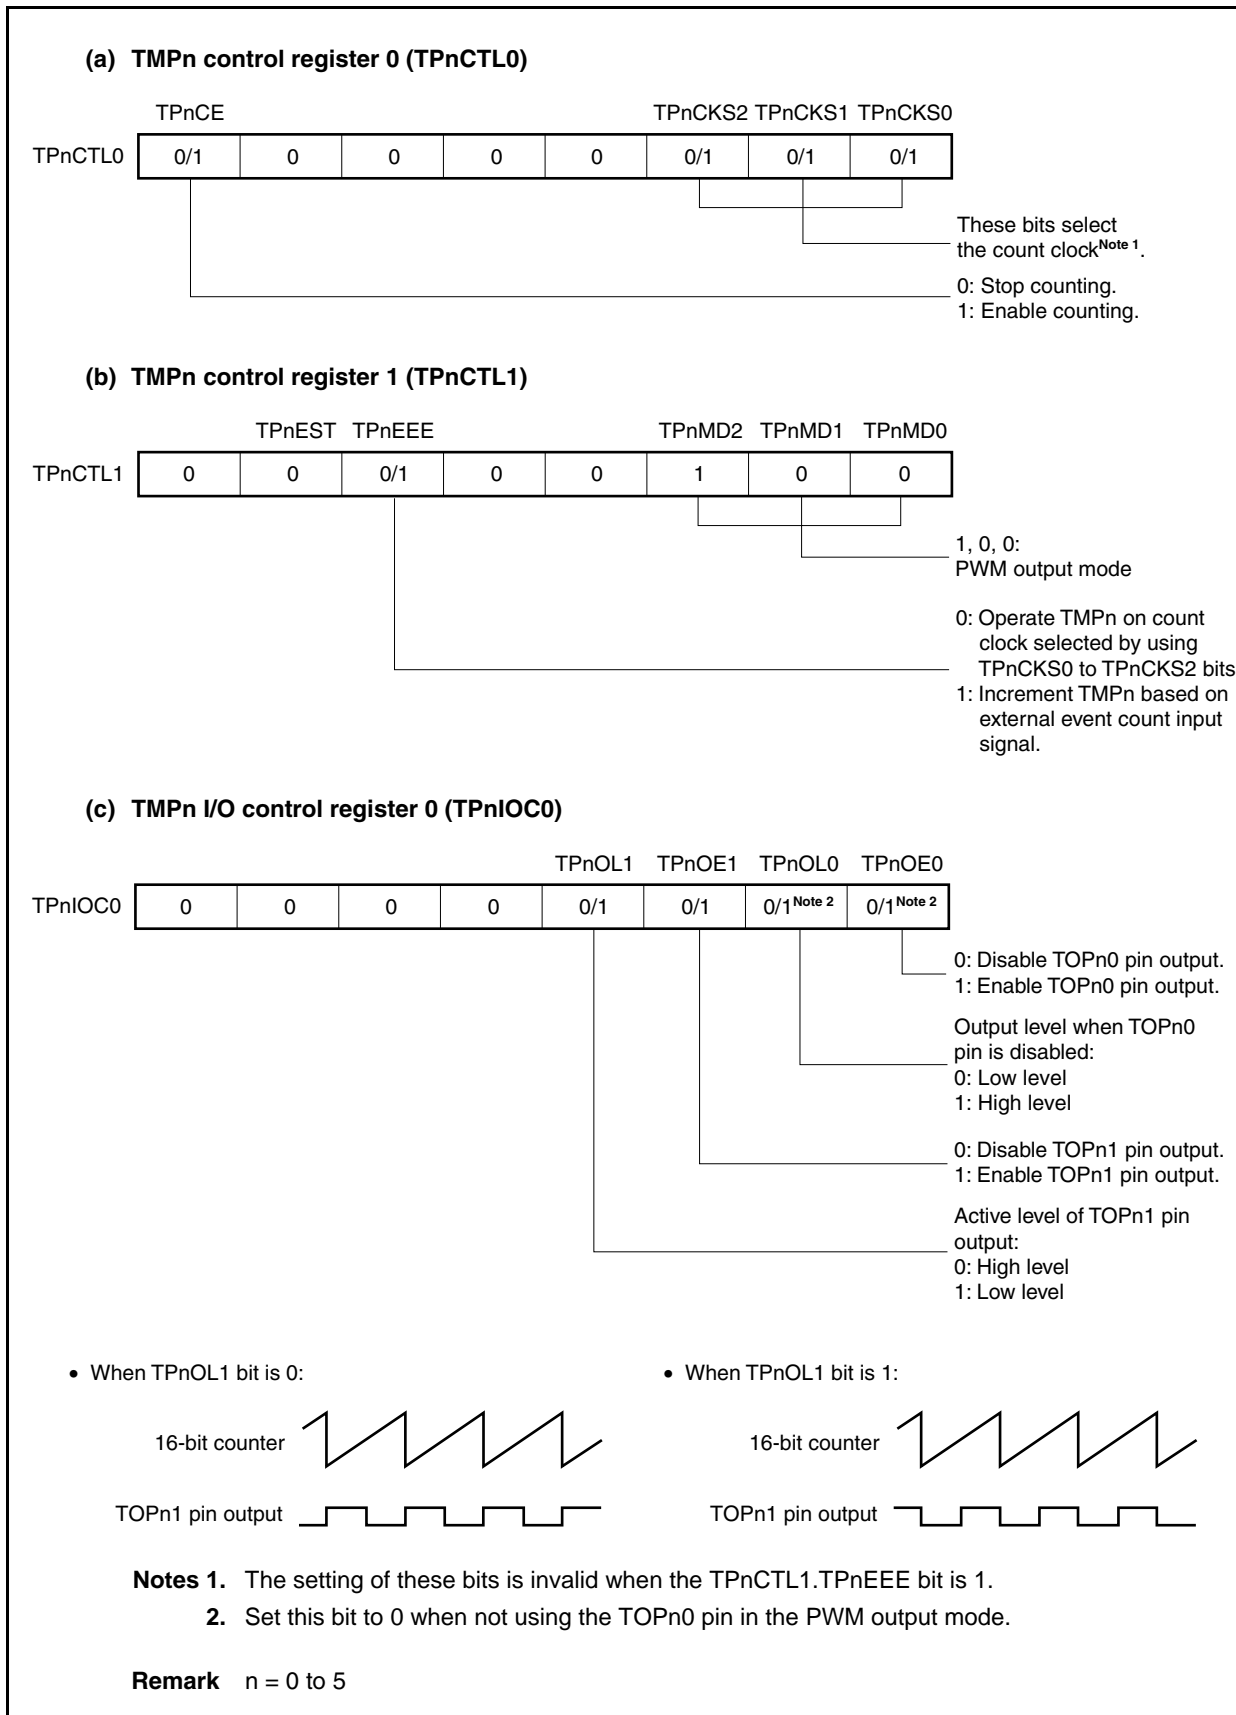 (a) TMPn control register 0 (TPnCTL0)
TPnCE TPnCKS2 TPnCKS1 TPnCKS0
TPnCTL0 0/1 0 0 0 0 0/1 0/1 0/1
These bits select
the count clockNote 1.
0: Stop counting.
1: Enable counting.
(b) TMPn control register 1 (TPnCTL1)
TPnEST TPnEEE TPnMD2 TPnMD1 TPnMD0
TPnCTL1 0 0 0/1 0 0 1 0 0
1, 0, 0:
PWM output mode
0: Operate TMPn on count
clock selected by using
TPnCKS0 to TPnCKS2 bits
1: Increment TMPn based on
external event count input
signal.
(c) TMPn I/O control register 0 (TPnIOC0)
TPnOL1 TPnOE1 TPnOL0 TPnOE0
TPnIOC0 0 0 0 0 0/1 0/1 0/1Note 2 0/1Note 2
0: Disable TOPn0 pin output.
1: Enable TOPn0 pin output.
Output level when TOPn0
pin is disabled:
0: Low level
1: High level
0: Disable TOPn1 pin output.
1: Enable TOPn1 pin output.
Active level of TOPn1 pin
output:
0: High level
1: Low level
• When TPnOL1 bit is 0:
16-bit counter
TOPn1 pin output
• When TPnOL1 bit is 1:
16-bit counter
TOPn1 pin output
Notes 1. The setting of these bits is invalid when the TPnCTL1.TPnEEE bit is 1.
2. Set this bit to 0 when not using the TOPn0 pin in the PWM output mode.
Remark n = 0 to 5